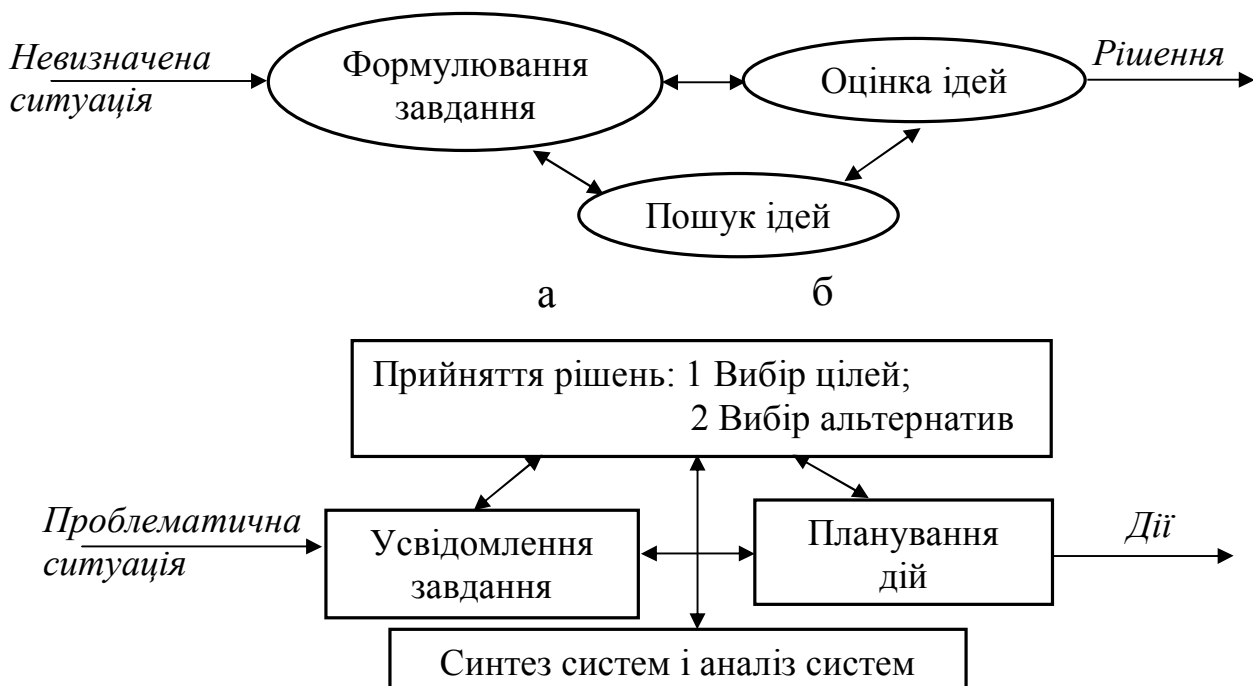 Невизначена
ситуація
Формулювання
завдання
Оцінка ідей
Рішення
Пошук ідей
а б
Прийняття рішень: 1 Вибір цілей;
2 Вибір альтернатив
Проблематична
ситуація
Усвідомлення
завдання
Планування
дій
Дії
Синтез систем і аналіз систем